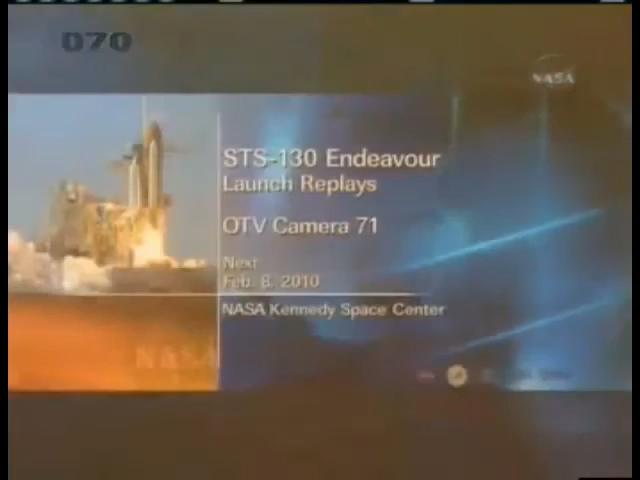 070
NASA
STS-130 Endeavour
Launch Replays
OTV Camera 71
Next
Feb. 8, 2010
NASA Kennedy Space Center
NASA